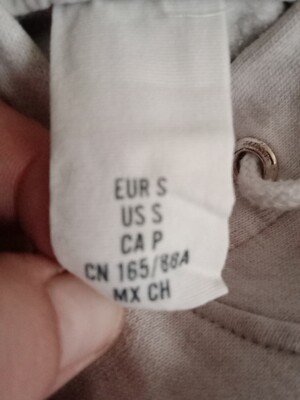 EUR S
US S
CA P
CN 165/88A
MX CH